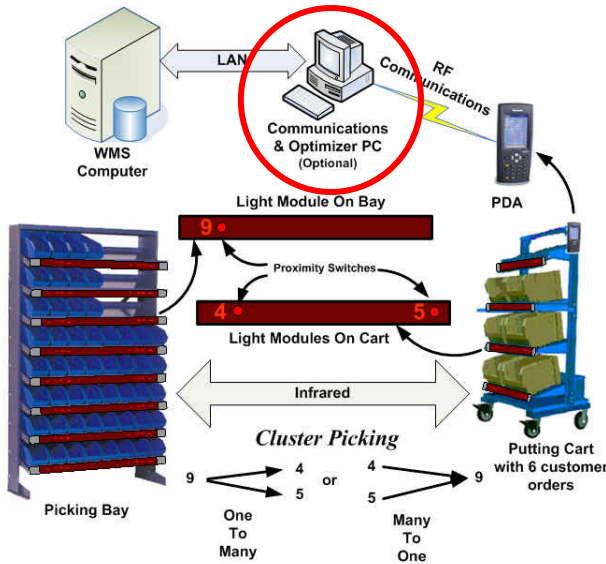 LAN
RF
Communications
WMS
Computer
Communications
& Optimizer PC
(Optional)
PDA
Light Module On Bay
9
Proximity Switches
4 5
Light Modules On Cart
Infrared
Cluster Picking
Picking Bay
9 4 5 or 4 5 9
One
To
Many
Many
To
One
Putting Cart
with 6 customer
orders